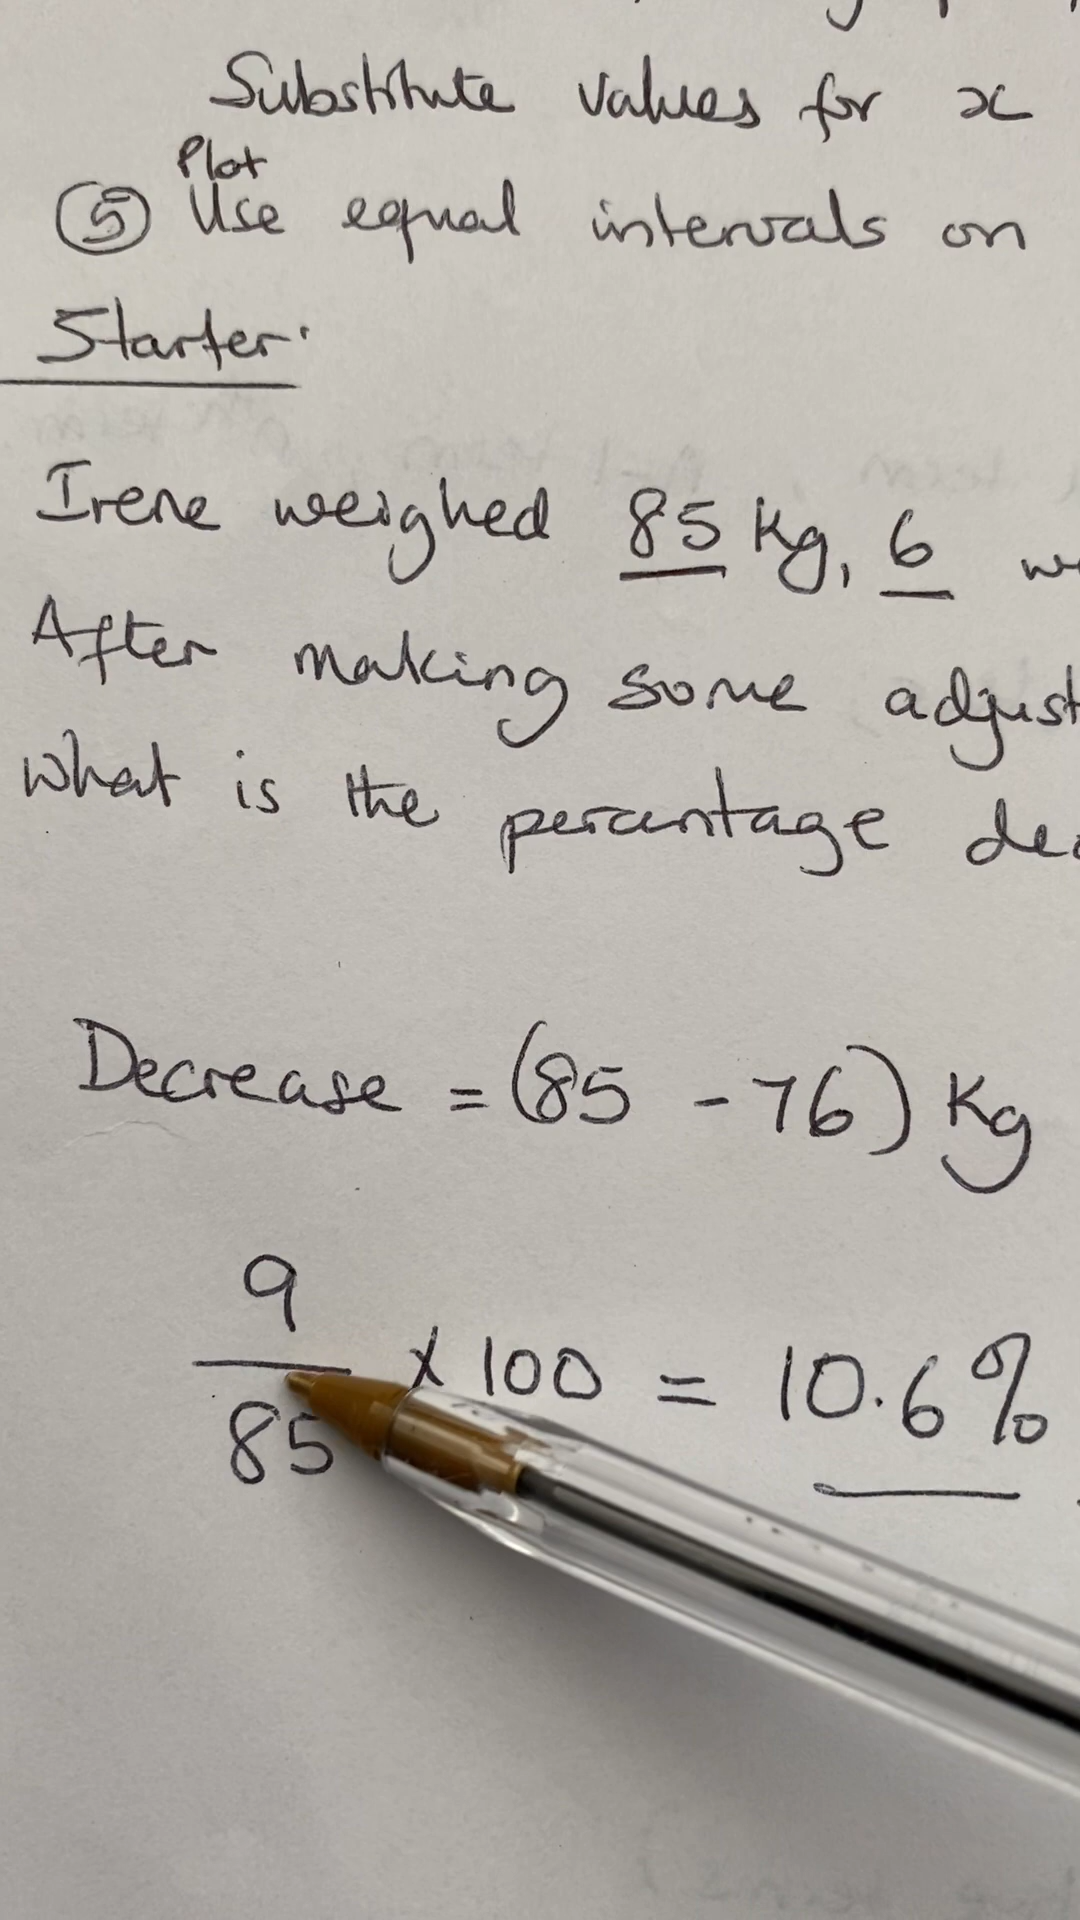 Substitute values for x
Plot
⑤ Use equal intervals on
Starter.
Irene weighed 85 Kg, 6
After making some adjust
What is the percentage
Decrease = (85 - 76) Kg
9
85
x 100 = 10.6%